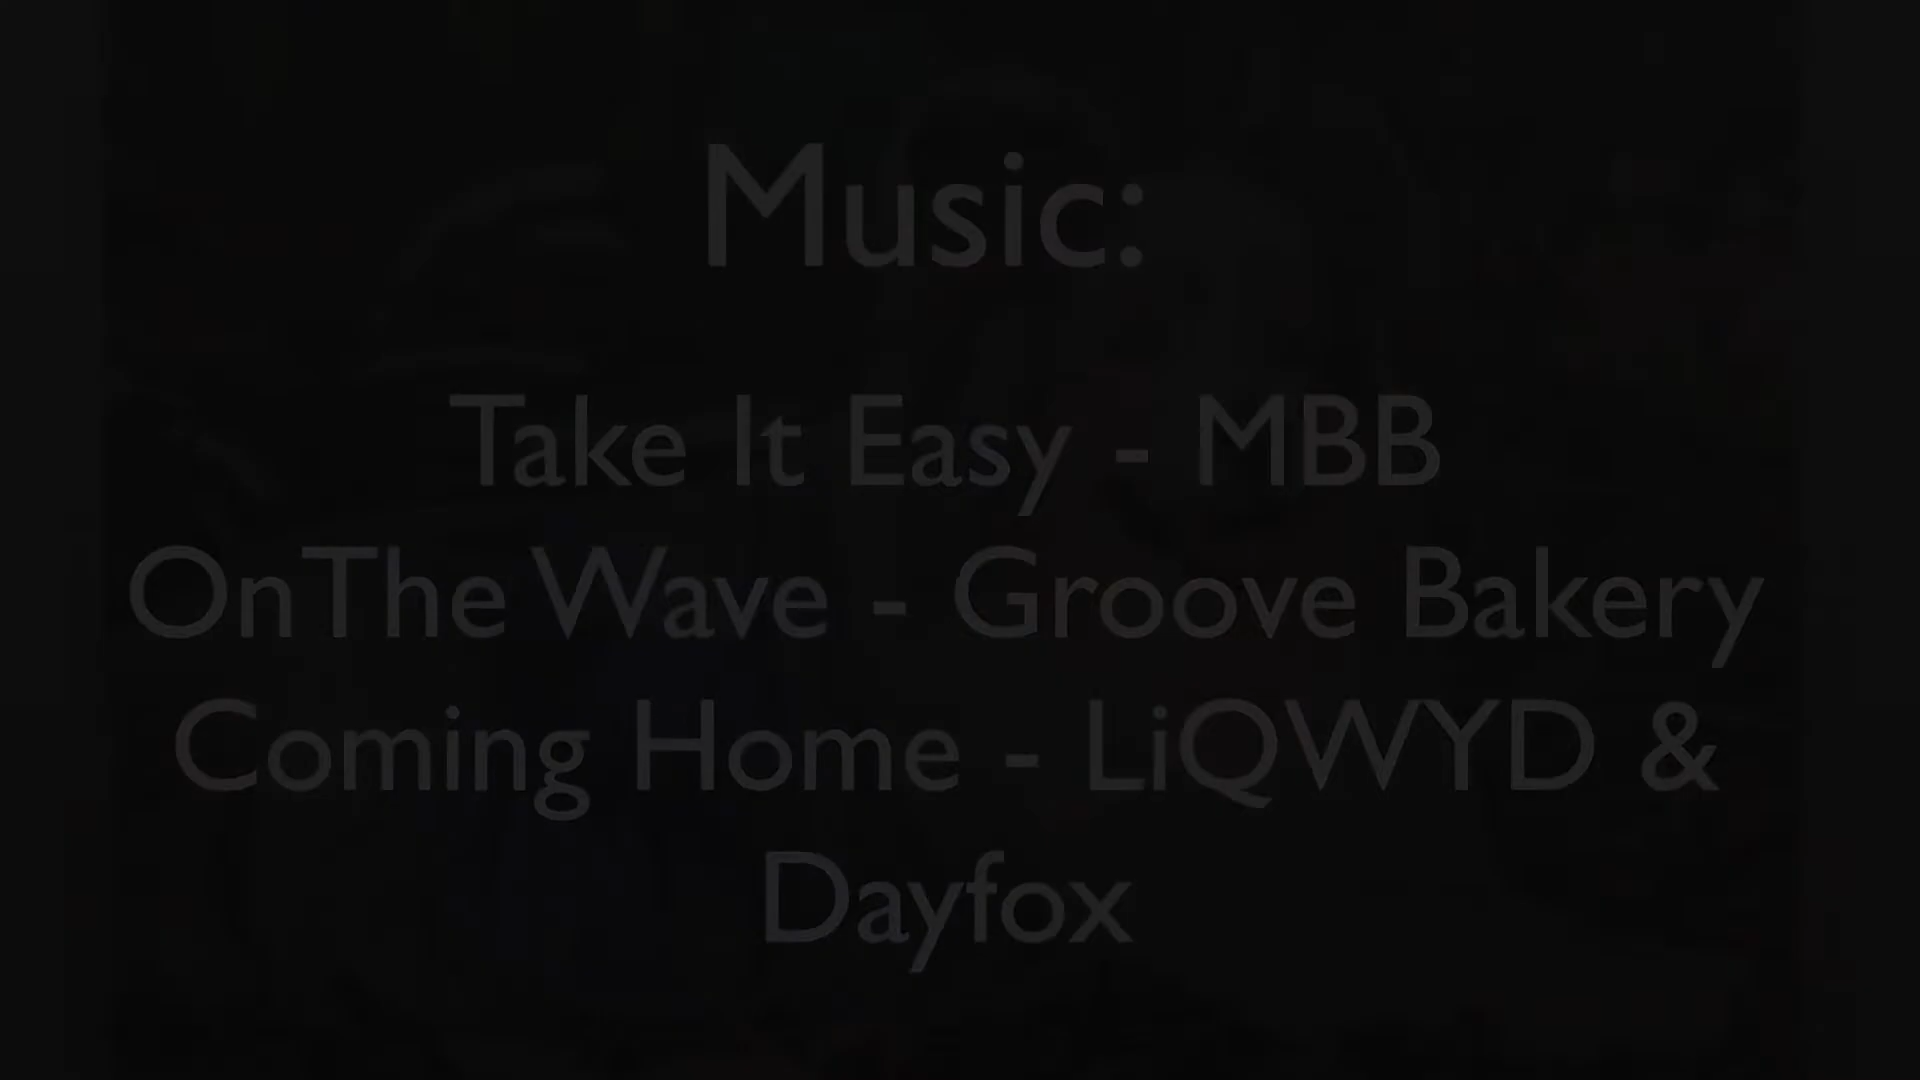 Music:
Take It Easy - MBB
OnThe Wave - Groove Bakery
Coming Home - LiQWYD &
Dayfox